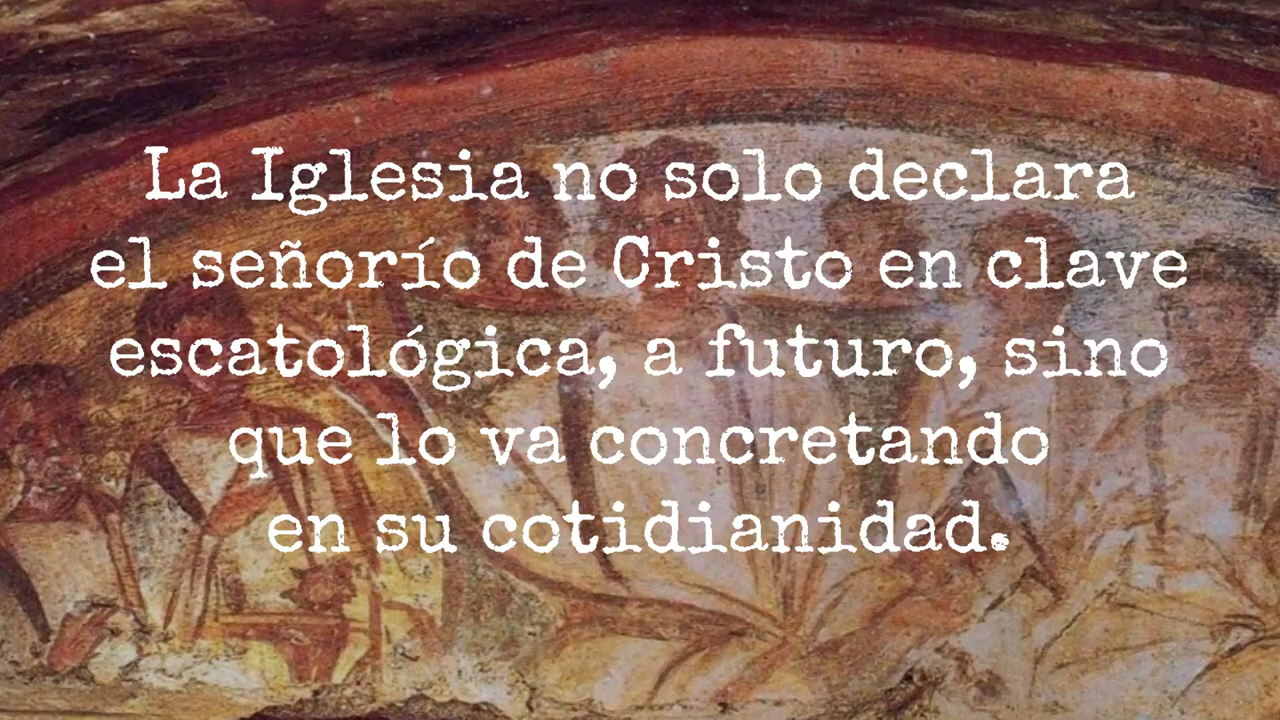 La Iglesia no solo declara
el señorío de Cristo en clave
escatológica, a futuro, sino
que lo va concretando
en su cotidianidad.